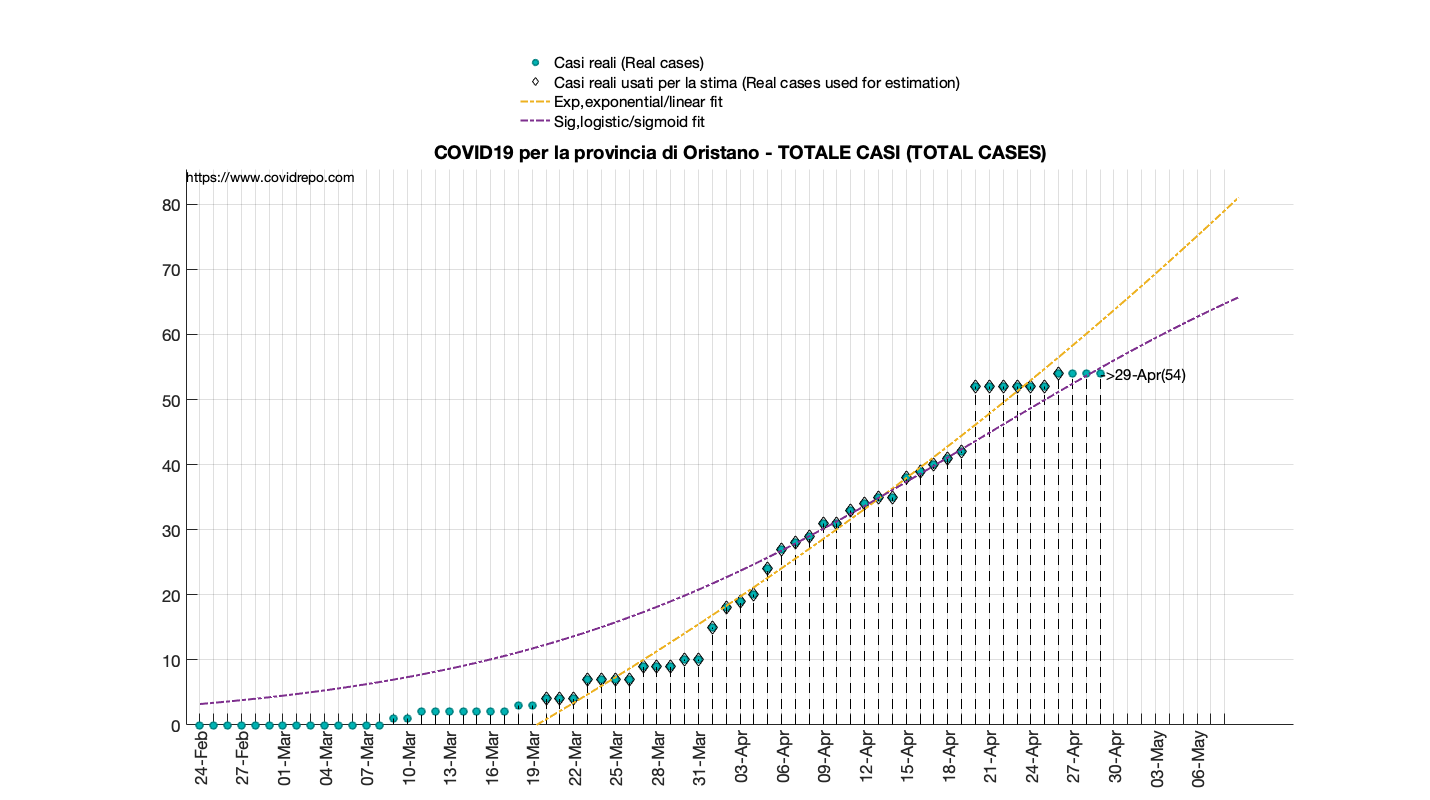 Casi reali (Real cases)
Casi reali usati per la stima (Real cases used for estimation)
Exp,exponential/linear fit
Sig,logistic/sigmoid fit
COVID19 per la provincia di Oristano - TOTALE CASI (TOTAL CASES)
https://www.covidrepo.com
80
70
60
50
40
30
20
10
0
->29-Apr(54)
24-Feb
27-Feb
01-Mar
04-Mar
07-Mar
10-Mar
13-Mar
16-Mar
19-Mar
22-Mar
25-Mar
28-Mar
31-Mar
03-Apr
06-Apr
09-Apr
12-Apr
15-Apr
18-Apr
21-Apr
24-Apr
27-Apr
30-Apr
03-May
06-May